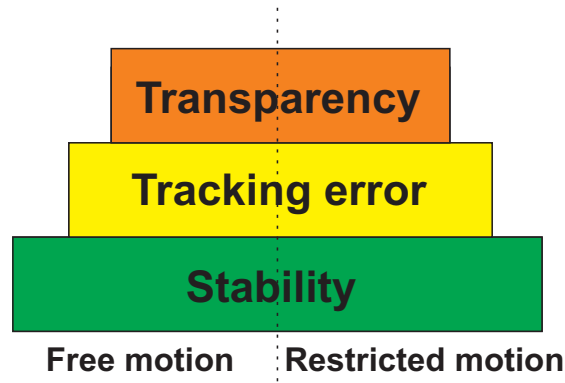 Transparency
Tracking error
Stability
Free motion Restricted motion